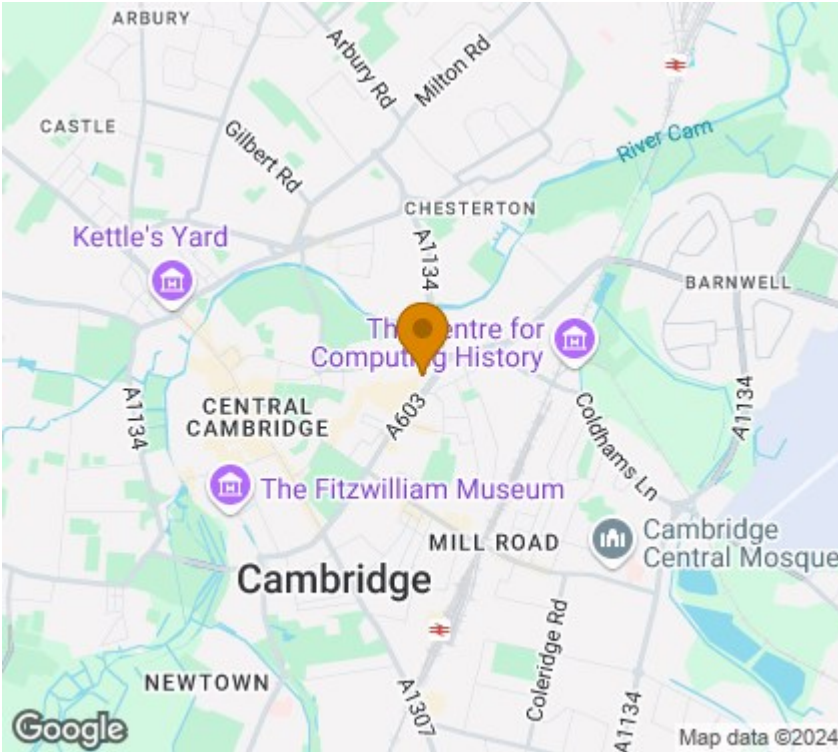 ARBURY
Arbury Rd
Milton Rd
CASTLE
Gilbert Rd
River Cam
CHESTERTON
Kettle's Yard
A1134
BARNWELL
The Centre for
Computing History
A1134
CENTRAL
CAMBRIDGE
A603
Coldhams Ln
A1134
The Fitzwilliam Museum
MILL ROAD
Cambridge
Central Mosque
Cambridge
Coleridge Rd
NEWTOWN
A1307
A1134
Google
Map data ©2024